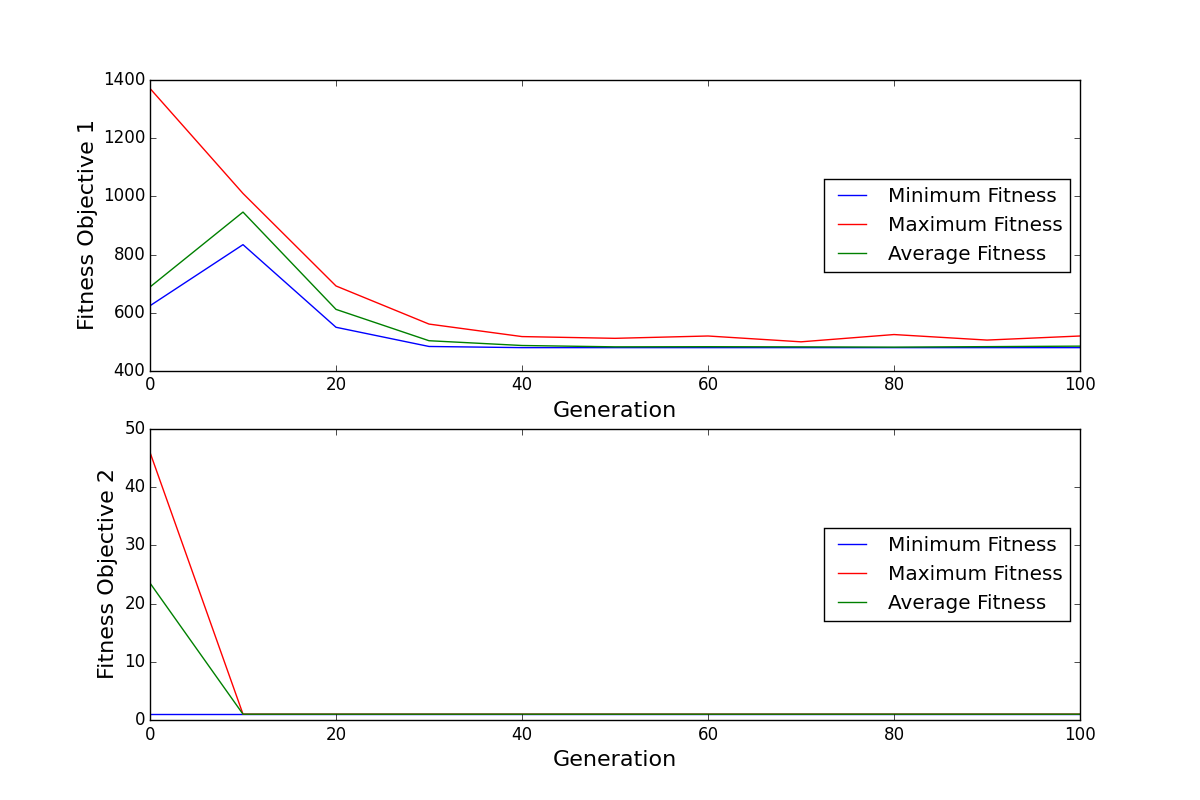 1400
1200
1000
800
600
400
Fitness Objective 1
Minimum Fitness
Maximum Fitness
Average Fitness
0 20 40 60 80 100
Generation
50
40
30
20
10
0
Fitness Objective 2
Minimum Fitness
Maximum Fitness
Average Fitness
0 20 40 60 80 100
Generation